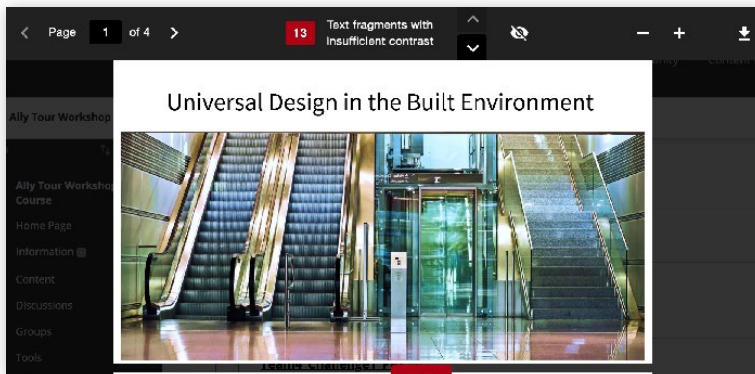 Page 1 of 4
13 Text fragments with
insufficient contrast
Ally Tour Workshop
Universal Design in the Built Environment
Ally Tour Workshop
Course
Home Page
Information
Content
Discussions
Groups
Tools